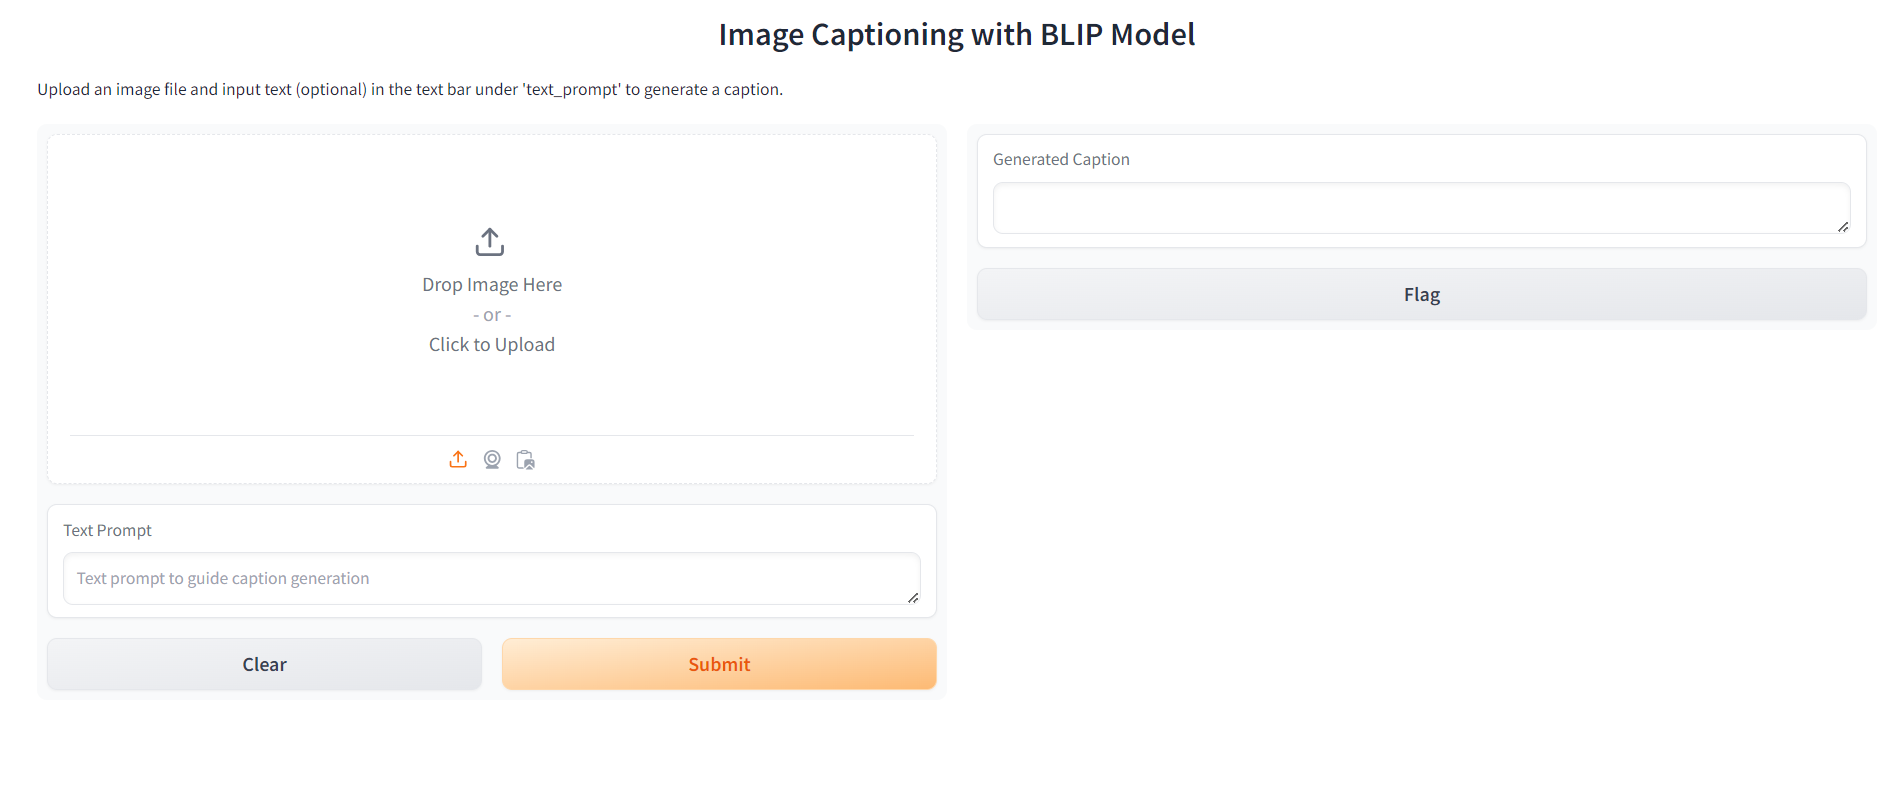 Image Captioning with BLIP Model
Upload an image file and input text (optional) in the text bar under 'text_prompt' to generate a caption.
Drop Image Here
- or -
Click to Upload
Text Prompt
Text prompt to guide caption generation
Clear
Submit
Generated Caption
Flag